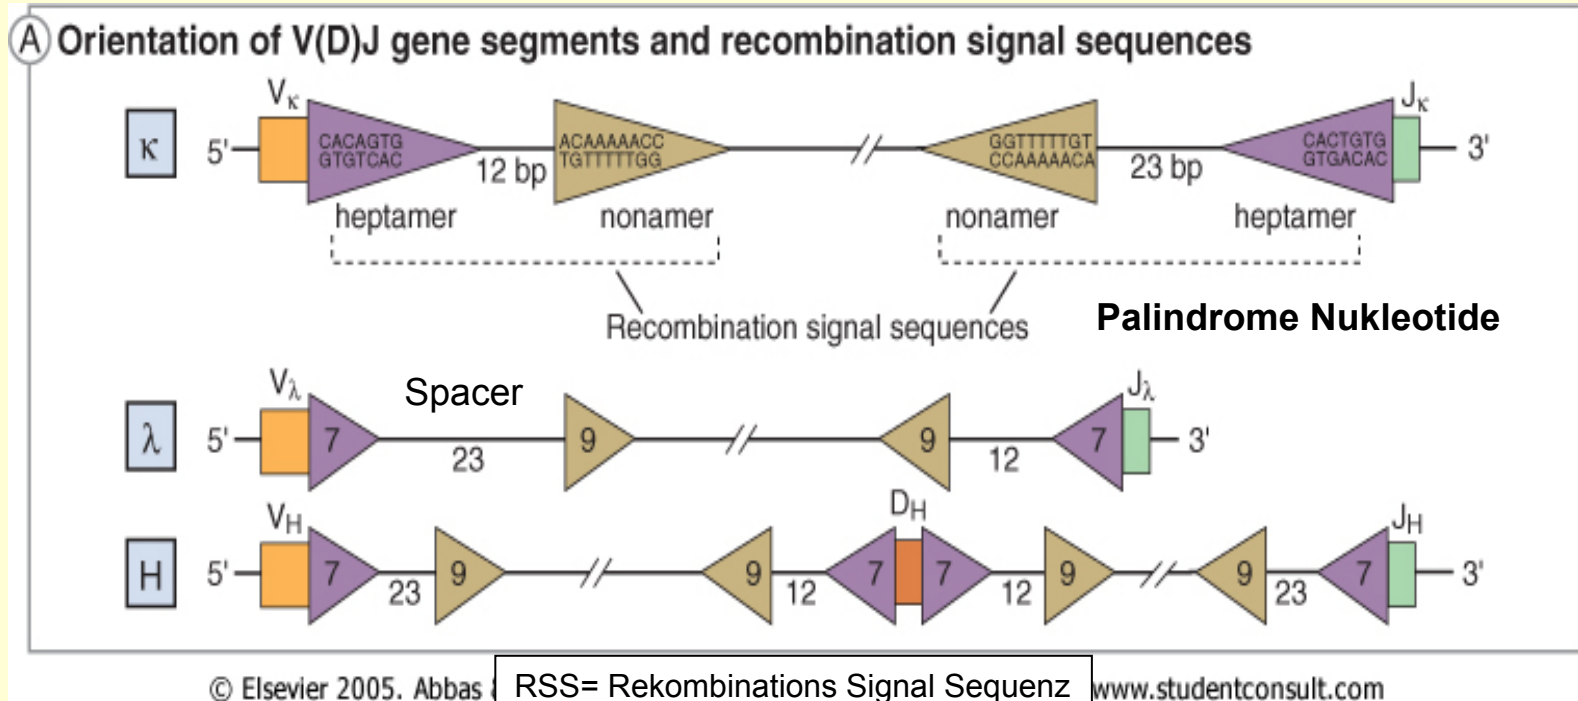 A Orientation of V(D)J gene segments and recombination signal sequences
Vκ Jκ
κ 5' CACAGTG ACAAAAACC GGTTTTTGT CACTGTG 3'
GTGTCAC TGTTTTTGG CCAAAAACA GTGACAC
12 bp 23 bp
heptamer nonamer nonamer heptamer
Recombination signal sequences
Palindrome Nukleotide
Vλ Spacer Jλ
λ 5' 7 9 9 7 3'
23 12
VH DH JH
H 5' 7 9 9 7 7 9 9 7 3'
23 12 12 23
© Elsevier 2005. Abbas
RSS= Rekombinations Signal Sequenz
www.studentconsult.com